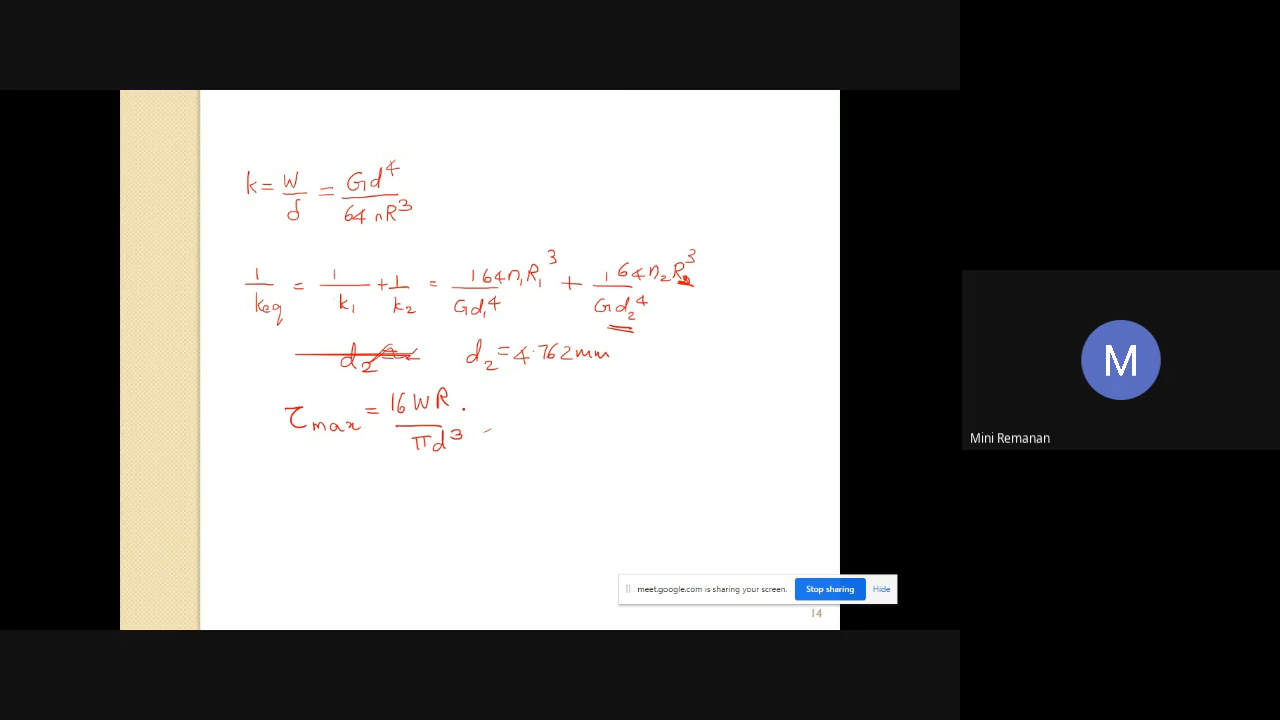 k = W/δ = Gd⁴/64nR³
1/keq = 1/k₁ + 1/k₂ = 64n₁R₁³/Gd₁⁴ + 64n₂R₂³/Gd₂⁴
d₂
d₂ = 4.762mm
τmax = 16WR/πd³
M
Mini Remanan
meet.google.com is sharing your screen. Stop sharing Hide
14